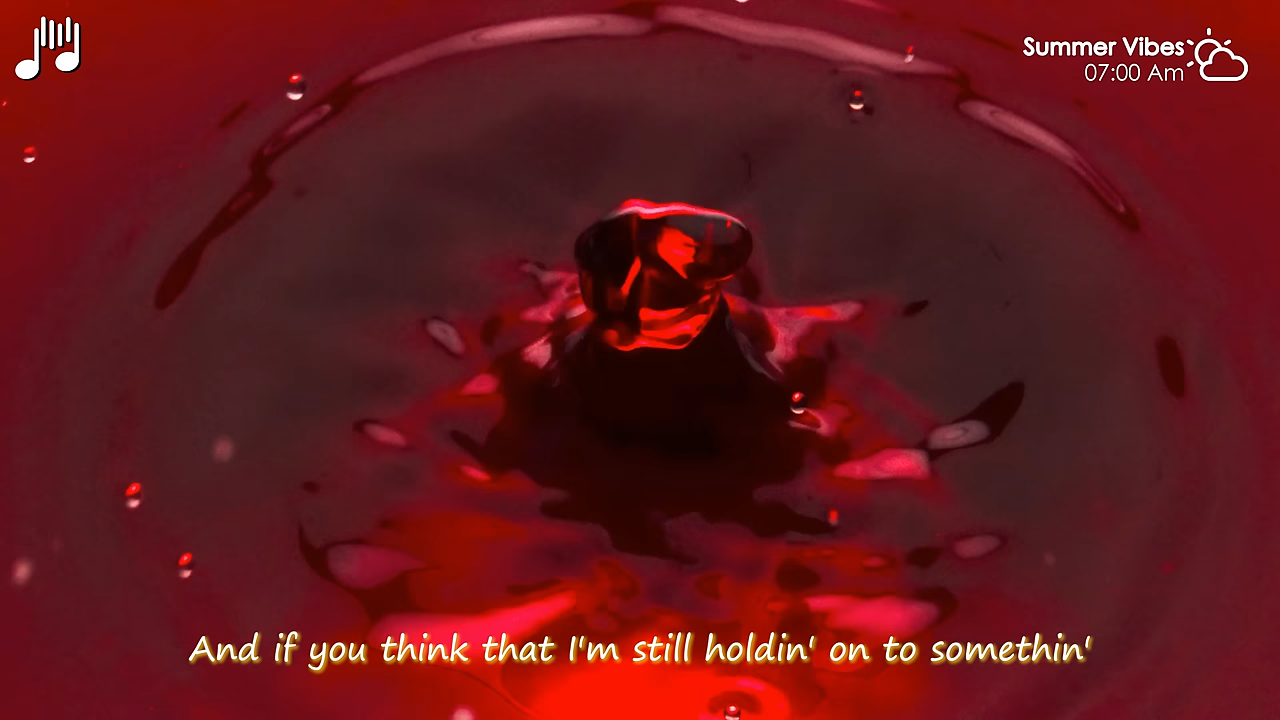 Summer Vibes
07:00 Am
And if you think that I'm still holdin' on to somethin'